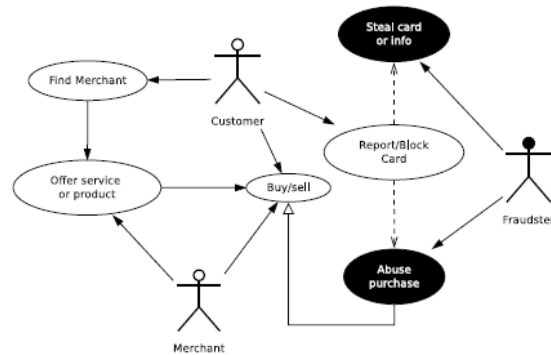 Steal card
or info
Find Merchant
Customer
Report/Block
Card
Offer service
or product
Buy/sell
Fraudster
Abuse
purchase
Merchant